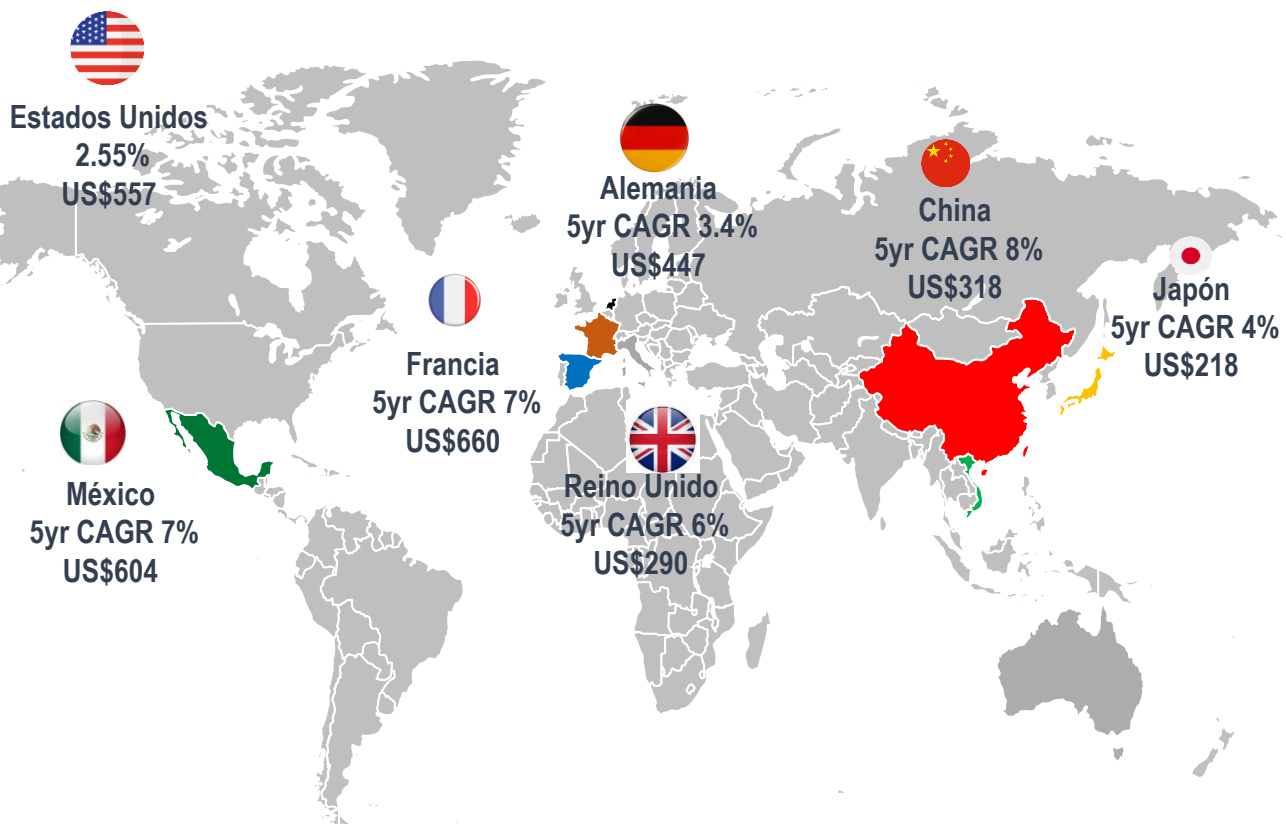 Estados Unidos
2.55%
US$557
Alemania
5yr CAGR 3.4%
US$447
China
5yr CAGR 8%
US$318
Japón
5yr CAGR 4%
US$218
Francia
5yr CAGR 7%
US$660
México
5yr CAGR 7%
US$604
Reino Unido
5yr CAGR 6%
US$290